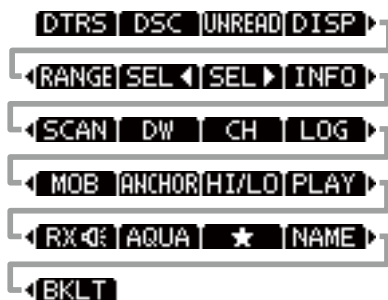 DTRS DSC UNREAD DISP
RANGE SEL◀ SEL▶ INFO
SCAN DW CH LOG
MOB ANCHOR HI/LO PLAY
RX AQUA ★ NAME
BKLT